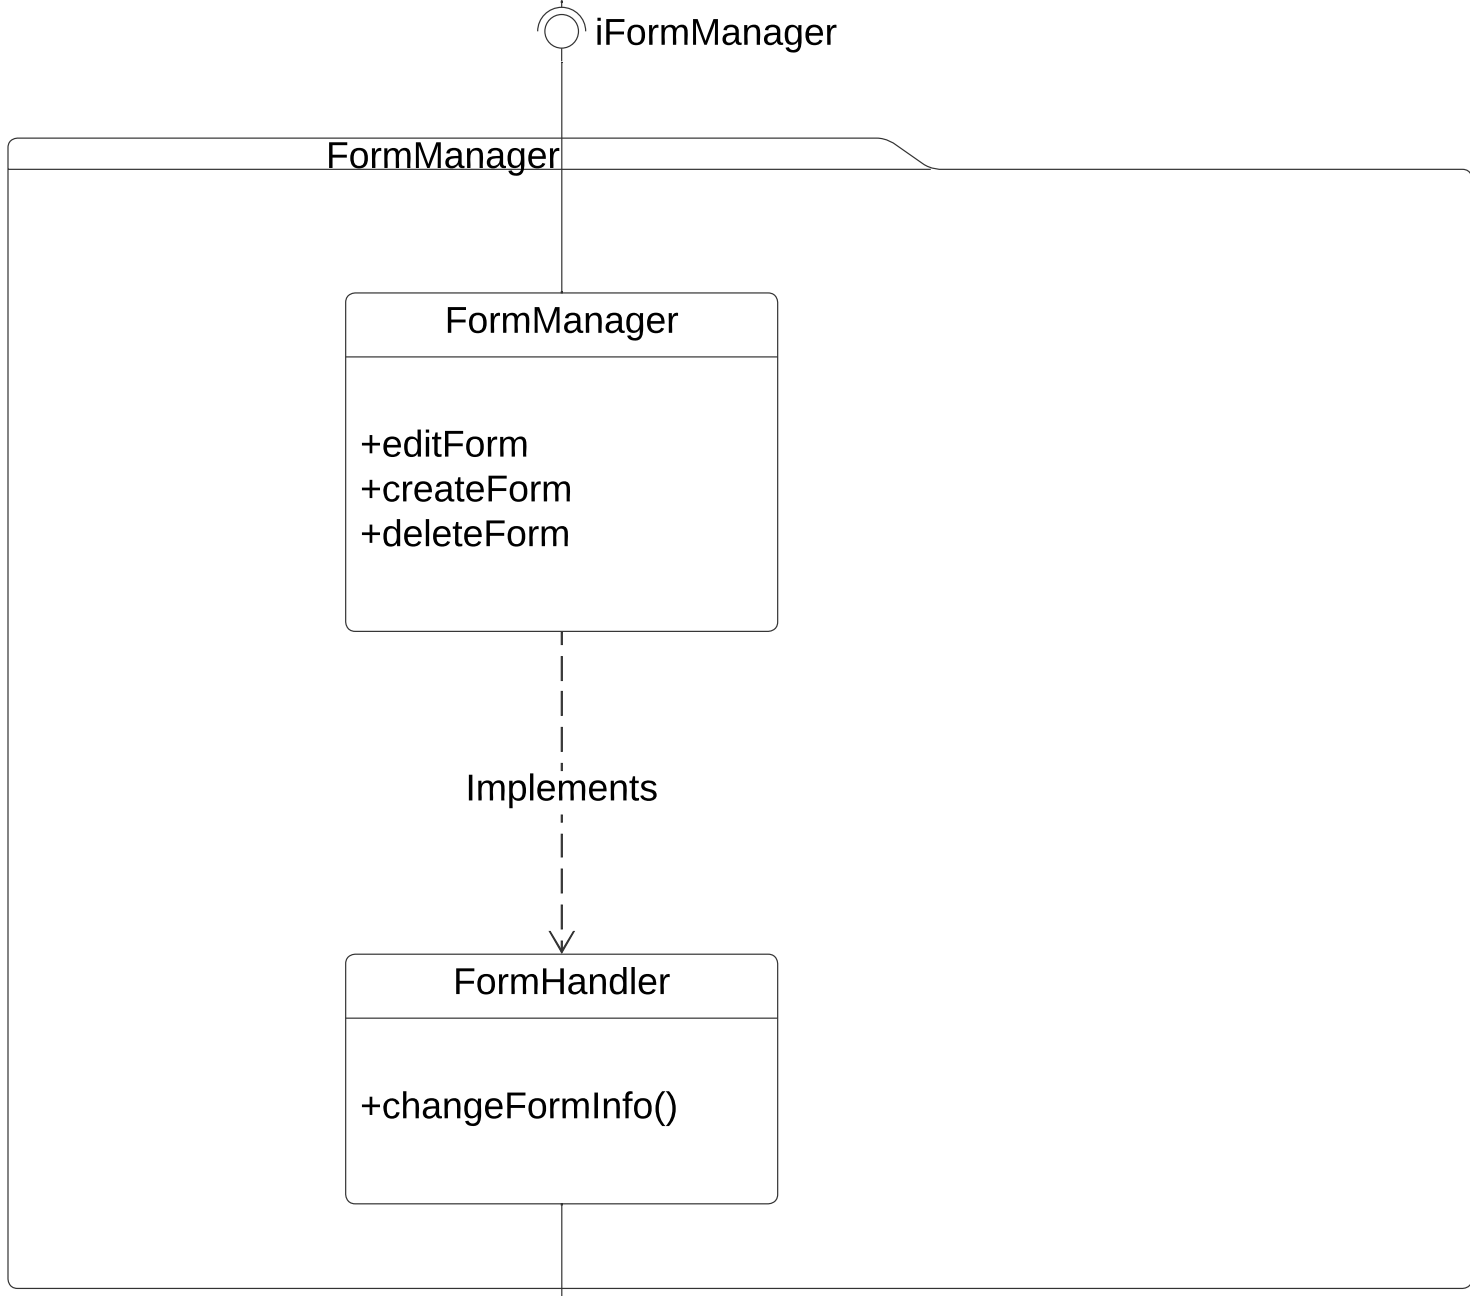 iFormManager
FormManager
FormManager
+editForm
+createForm
+deleteForm
Implements
FormHandler
+changeFormInfo()